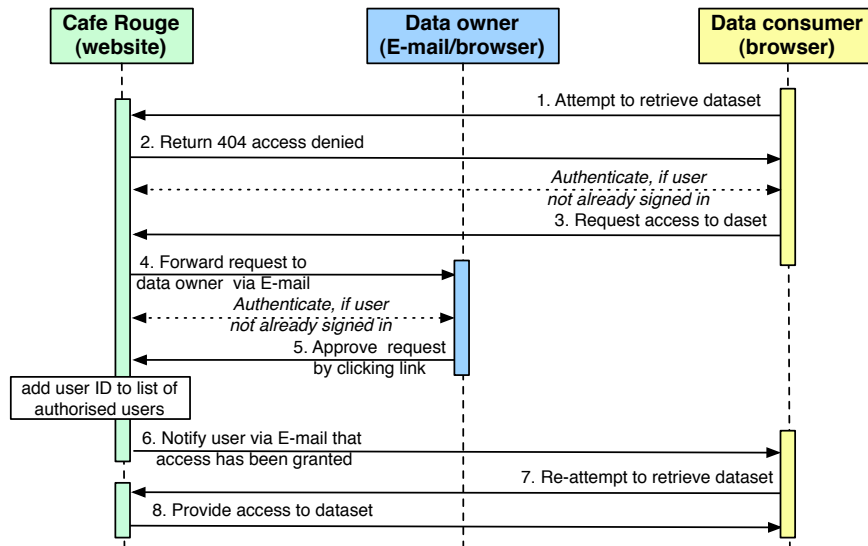 Cafe Rouge
(website)
Data owner
(E-mail/browser)
Data consumer
(browser)
1. Attempt to retrieve dataset
2. Return 404 access denied
Authenticate, if user
not already signed in
3. Request access to daset
4. Forward request to
data owner via E-mail
Authenticate, if user
not already signed in
5. Approve request
by clicking link
add user ID to list of
authorised users
6. Notify user via E-mail that
access has been granted
7. Re-attempt to retrieve dataset
8. Provide access to dataset